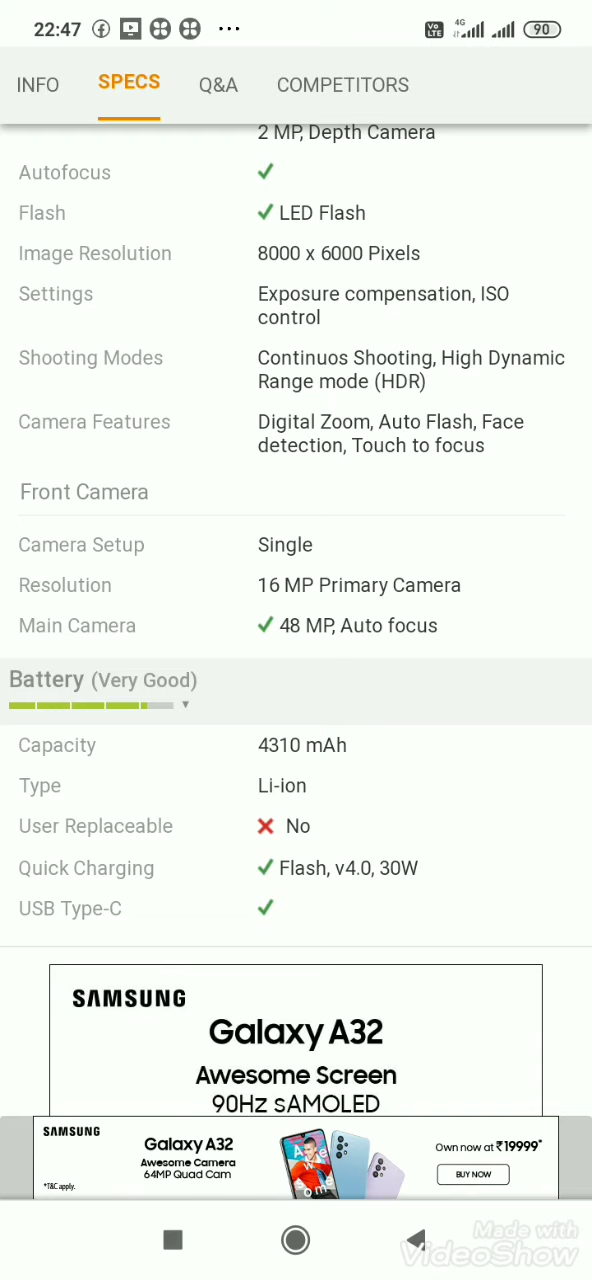 22:47 ... Vo LTE 4G 90
INFO SPECS Q&A COMPETITORS
2 MP, Depth Camera
Autofocus ✓
Flash ✓ LED Flash
Image Resolution 8000 x 6000 Pixels
Settings Exposure compensation, ISO
control
Shooting Modes Continuos Shooting, High Dynamic
Range mode (HDR)
Camera Features Digital Zoom, Auto Flash, Face
detection, Touch to focus
Front Camera
Camera Setup Single
Resolution 16 MP Primary Camera
Main Camera ✓ 48 MP, Auto focus
Battery (Very Good)
Capacity 4310 mAh
Type Li-ion
User Replaceable ✗ No
Quick Charging ✓ Flash, v4.0, 30W
USB Type-C ✓
SAMSUNG
Galaxy A32
Awesome Screen
90Hz sAMOLED
SAMSUNG
Galaxy A32
Awesome Camera
64MP Quad Cam
*T&C apply.
Own now at ₹19999*
BUY NOW
Made with
VideoShow